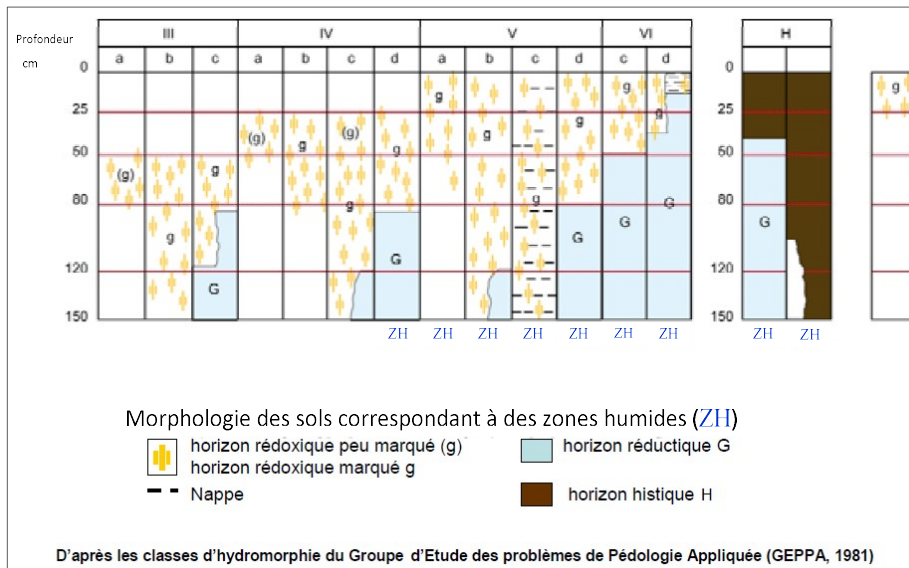 III IV V VI H
Profondeur
cm
a b c a b c d a b c d c d
0 0
g g g
25 25
(g) g (g) g g g g
50 50
(g) g
80 80
g g G
g G G G G
120 120
G
150 150
ZH ZH ZH ZH ZH ZH ZH ZH ZH
Morphologie des sols correspondant à des zones humides (ZH)
horizon rédoxique peu marqué (g)
horizon rédoxique marqué g
horizon réductique G
Nappe
horizon histique H
D'après les classes d'hydromorphie du Groupe d'Etude des problèmes de Pédologie Appliquée (GEPPA, 1981)